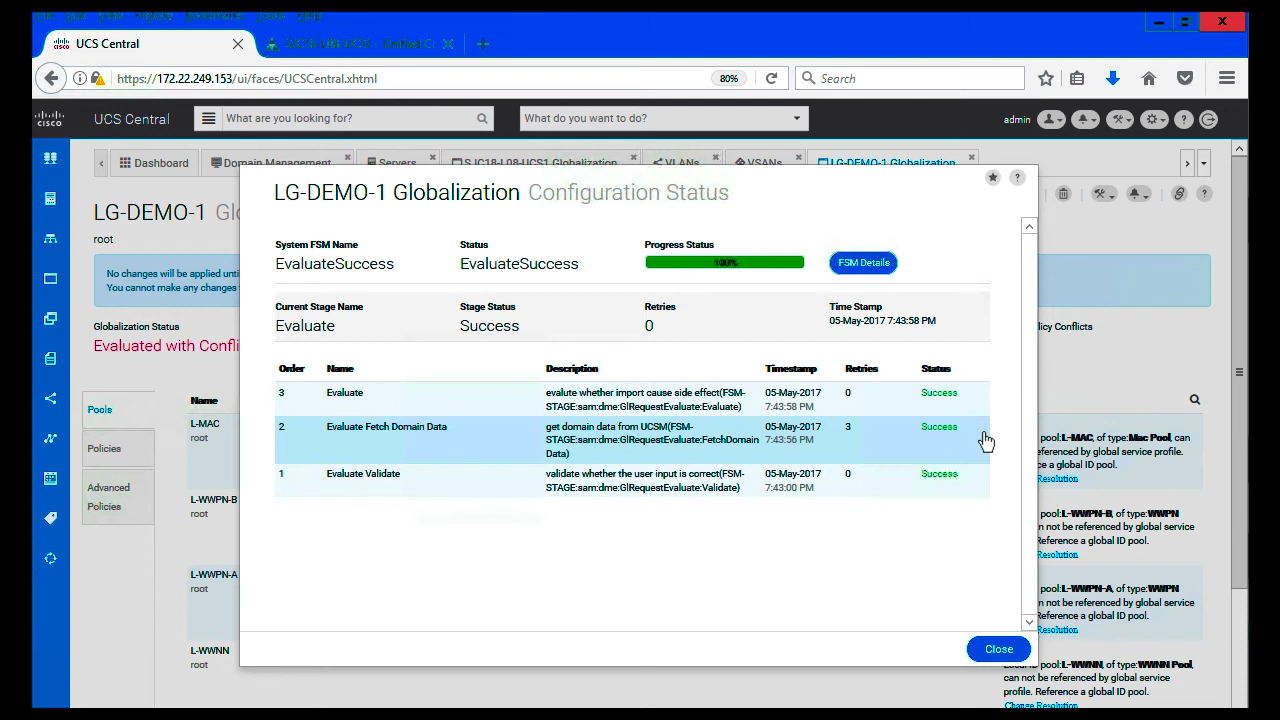 UCS Central
https://172.22.249.153/ui/faces/UCSCentral.xhtml
80%
Search
cisco
UCS Central
What are you looking for?
What do you want to do?
admin
Dashboard
Domain Management
Servers
SJC18-L08-UCS1 Globalization
VLANs
VSANs
LG-DEMO-1 Globalization
LG-DEMO-1
root
No changes will be applied until
You cannot make any changes
Globalization Status
Evaluated with Confli
licy Conflicts
Pools
Policies
Advanced
Policies
Name
L-MAC
root
L-WWPN-B
root
L-WWPN-A
root
L-WWNN
root
LG-DEMO-1 Globalization Configuration Status
System FSM Name
EvaluateSuccess
Status
EvaluateSuccess
Progress Status
100%
FSM Details
Current Stage Name
Evaluate
Stage Status
Success
Retries
0
Time Stamp
05-May-2017 7:43:58 PM
Order Name Description Timestamp Retries Status
3 Evaluate evalute whether import cause side effect(FSM- 05-May-2017 0 Success
STAGE:sam:dme:GlRequestEvaluate:Evaluate) 7:43:58 PM
2 Evaluate Fetch Domain Data get domain data from UCSM(FSM- 05-May-2017 3 Success
STAGE:sam:dme:GlRequestEvaluate:FetchDomain 7:43:56 PM
Data)
1 Evaluate Validate validate whether the user input is correct(FSM- 05-May-2017 0 Success
STAGE:sam:dme:GlRequestEvaluate:Validate) 7:43:00 PM
Close
pool:L-MAC, of type:Mac Pool, can
eferenced by global service profile.
ce a global ID pool.
Resolution
pool:L-WWPN-B, of type:WWPN
an not be referenced by global service
Reference a global ID pool.
Resolution
pool:L-WWPN-A, of type:WWPN
an not be referenced by global service
Reference a global ID pool.
Resolution
pool:L-WWNN, of type:WWNN Pool,
can not be referenced by global service
profile. Reference a global ID pool.
Change Resolution